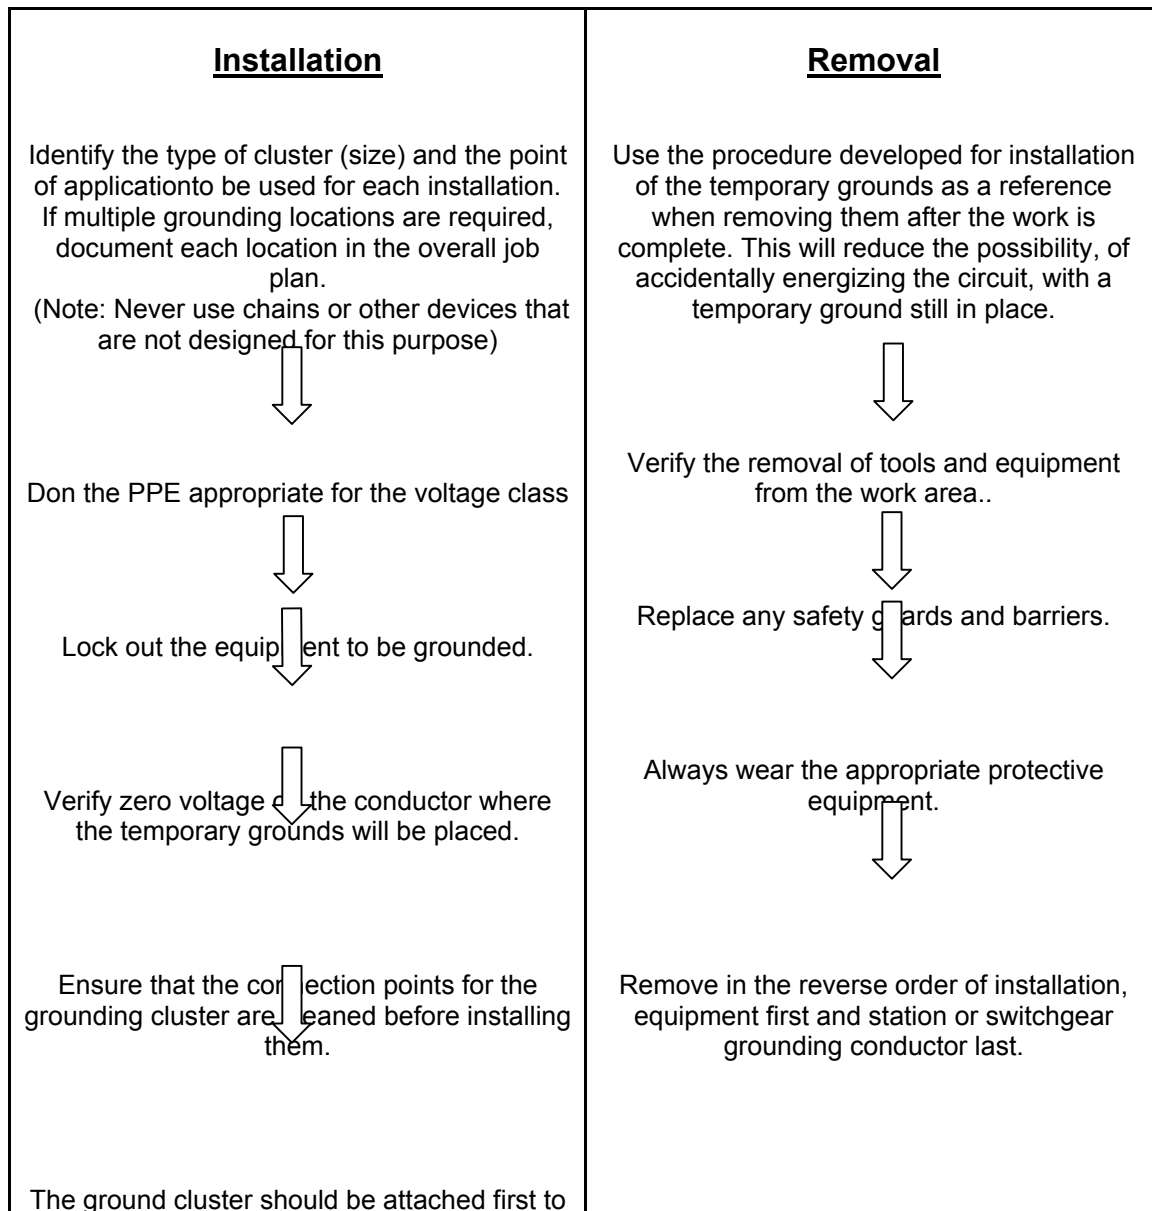 Installation
Identify the type of cluster (size) and the point
of applicationto be used for each installation.
If multiple grounding locations are required,
document each location in the overall job
plan.
(Note: Never use chains or other devices that
are not designed for this purpose)
Don the PPE appropriate for the voltage class
Lock out the equipment to be grounded.
Verify zero voltage on the conductor where
the temporary grounds will be placed.
Ensure that the connection points for the
grounding cluster are cleaned before installing
them.
The ground cluster should be attached first to
Removal
Use the procedure developed for installation
of the temporary grounds as a reference
when removing them after the work is
complete. This will reduce the possibility, of
accidentally energizing the circuit, with a
temporary ground still in place.
Verify the removal of tools and equipment
from the work area..
Replace any safety guards and barriers.
Always wear the appropriate protective
equipment.
Remove in the reverse order of installation,
equipment first and station or switchgear
grounding conductor last.